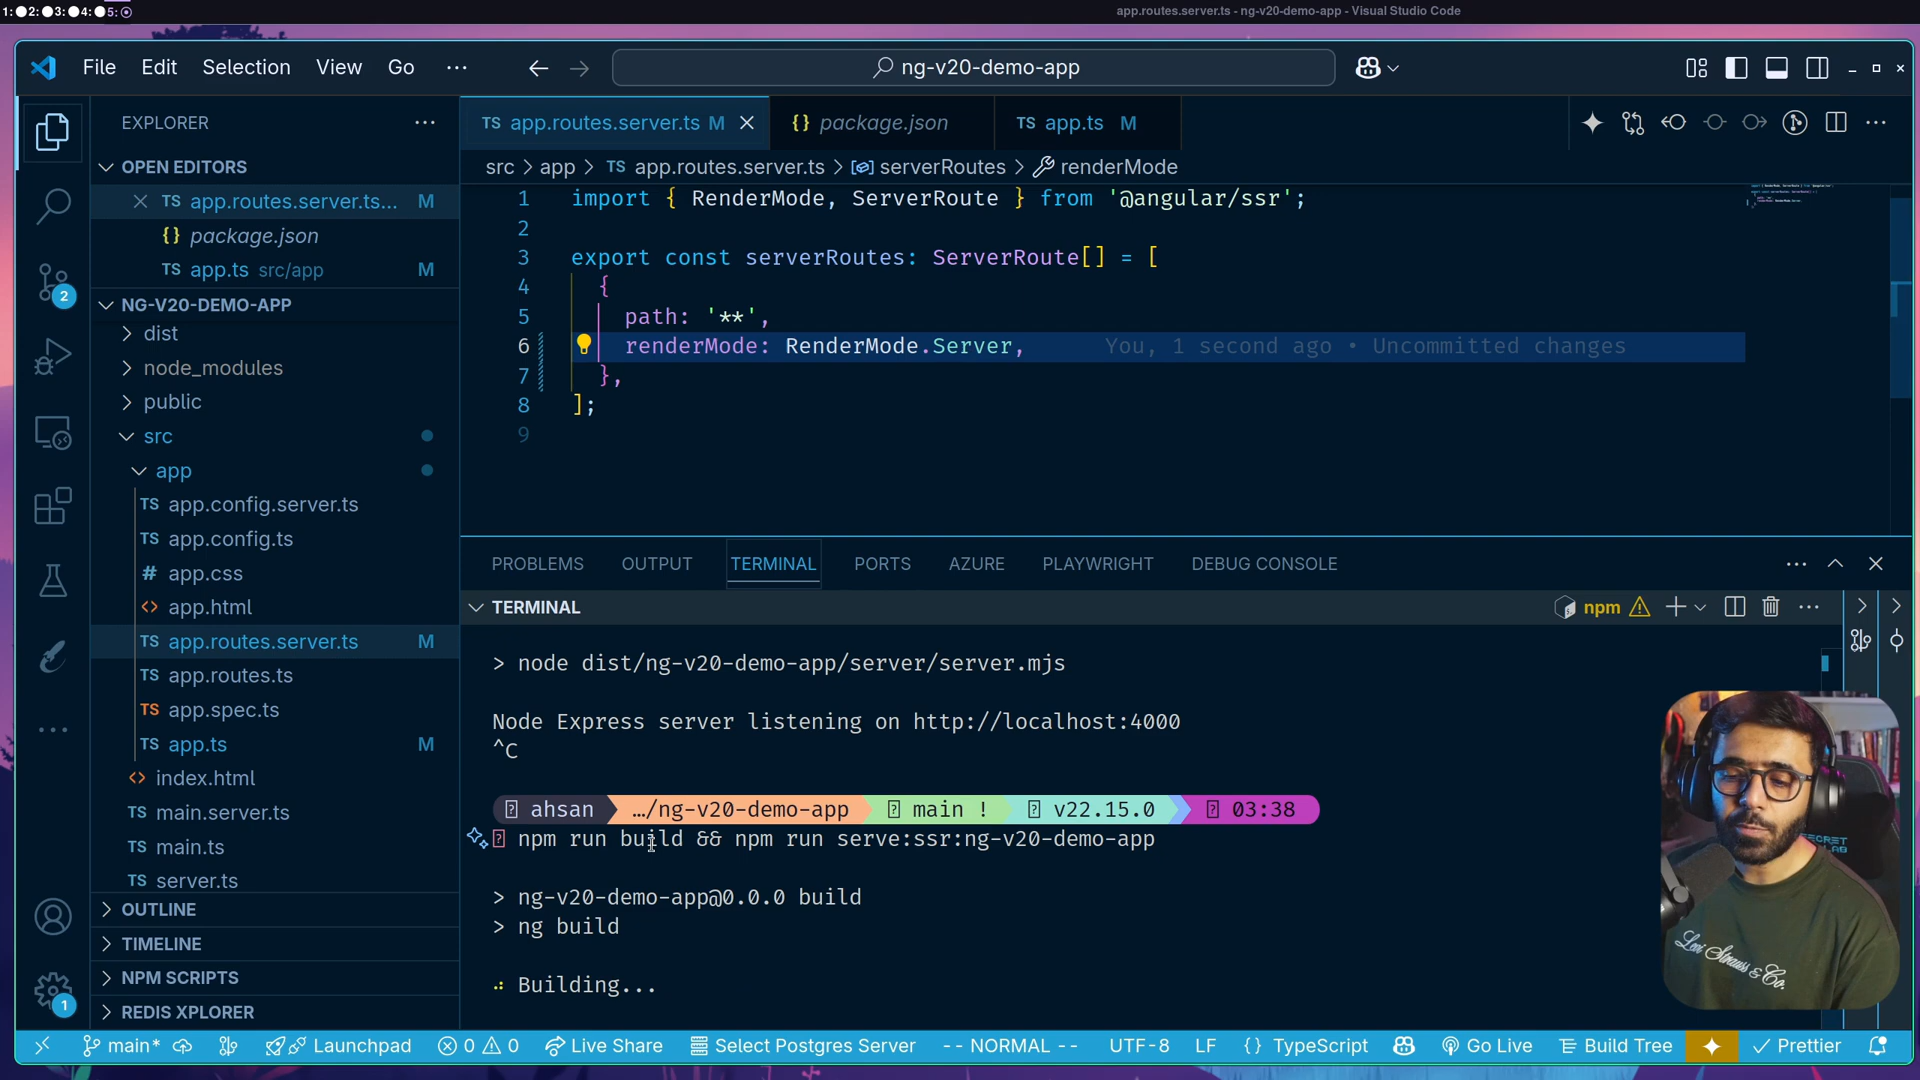 1: 2: 3: 4: 5:
app.routes.server.ts - ng-v20-demo-app - Visual Studio Code
File Edit Selection View Go ··· ng-v20-demo-app
EXPLORER ···
OPEN EDITORS
TS app.routes.server.ts... M
{} package.json
TS app.ts src/app M
NG-V20-DEMO-APP
dist
node_modules
public
src
app
TS app.config.server.ts
TS app.config.ts
# app.css
<> app.html
TS app.routes.server.ts M
TS app.routes.ts
TS app.spec.ts
TS app.ts M
<> index.html
TS main.server.ts
TS main.ts
TS server.ts
OUTLINE
TIMELINE
NPM SCRIPTS
REDIS XPLORER
2
1
TS app.routes.server.ts M {} package.json TS app.ts M
src > app > TS app.routes.server.ts > serverRoutes > renderMode
1 import { RenderMode, ServerRoute } from '@angular/ssr';
2
3 export const serverRoutes: ServerRoute[] = [
4 {
5 path: '**',
6 renderMode: RenderMode.Server, You, 1 second ago • Uncommitted changes
7 },
8 ];
9
PROBLEMS OUTPUT TERMINAL PORTS AZURE PLAYWRIGHT DEBUG CONSOLE
TERMINAL npm
> node dist/ng-v20-demo-app/server/server.mjs
Node Express server listening on http://localhost:4000
^C
ahsan …/ng-v20-demo-app main ! v22.15.0 03:38
npm run build && npm run serve:ssr:ng-v20-demo-app
> ng-v20-demo-app@0.0.0 build
> ng build
Building...
Levi Strauss & Co.
main* Launchpad 0 0 Live Share Select Postgres Server -- NORMAL -- UTF-8 LF {} TypeScript Go Live Build Tree Prettier